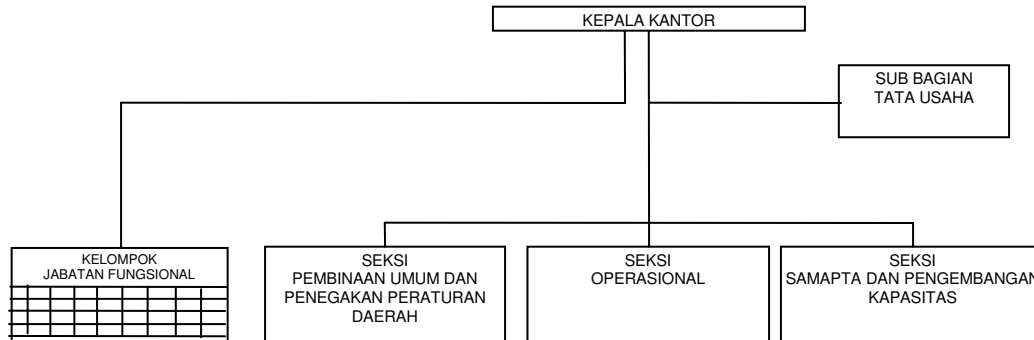 KEPALA KANTOR
SUB BAGIAN
TATA USAHA
KELOMPOK
JABATAN FUNGSIONAL
SEKSI
PEMBINAAN UMUM DAN
PENEGAKAN PERATURAN
DAERAH
SEKSI
OPERASIONAL
SEKSI
SAMAPTA DAN PENGEMBANGAN
KAPASITAS